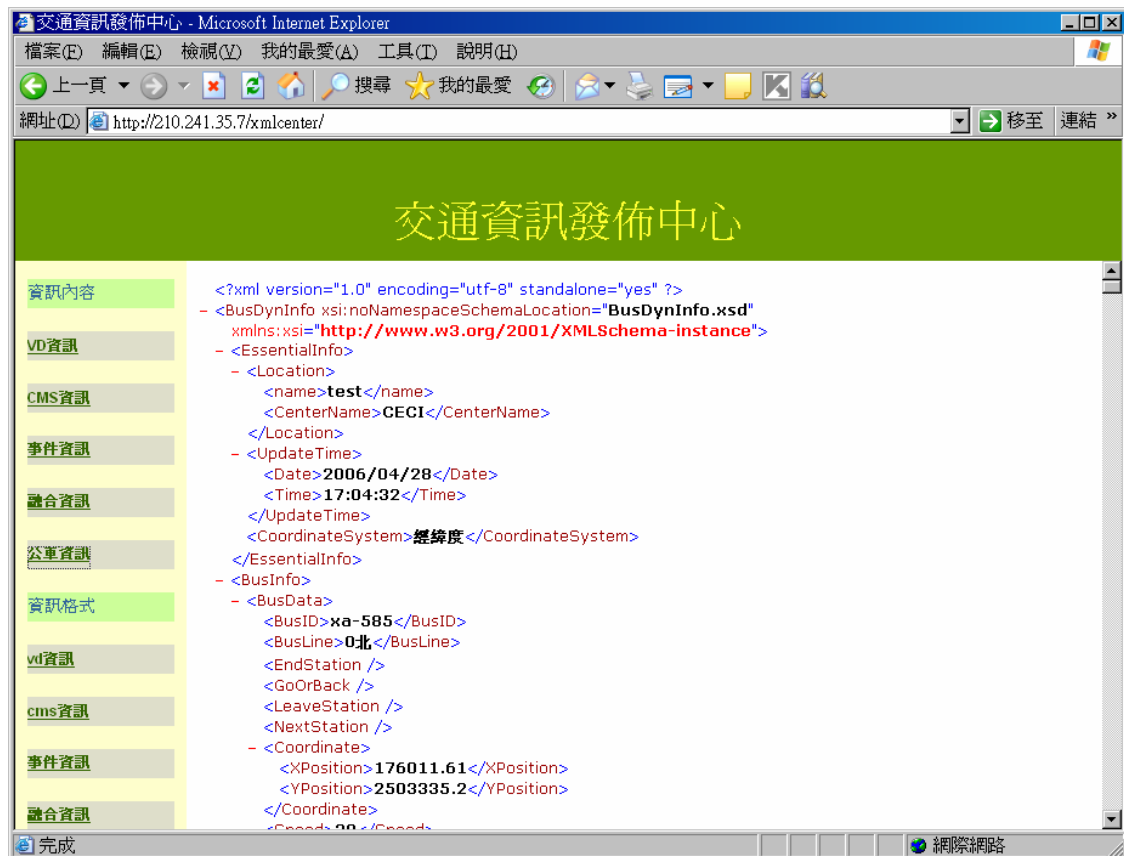 交通資訊發佈中心 - Microsoft Internet Explorer
檔案(F) 編輯(E) 檢視(V) 我的最愛(A) 工具(T) 說明(H)
上一頁 搜尋 我的最愛
網址(D) http://210.241.35.7/xmlcenter/ 移至 連結 »
交通資訊發佈中心
資訊內容
VD資訊
CMS資訊
事件資訊
融合資訊
公車資訊
資訊格式
vd資訊
cms資訊
事件資訊
融合資訊
<?xml version="1.0" encoding="utf-8" standalone="yes" ?>
- <BusDynInfo xsi:noNamespaceSchemaLocation="BusDynInfo.xsd"
xmlns:xsi="http://www.w3.org/2001/XMLSchema-instance">
- <EssentialInfo>
- <Location>
<name>test</name>
<CenterName>CECI</CenterName>
</Location>
- <UpdateTime>
<Date>2006/04/28</Date>
<Time>17:04:32</Time>
</UpdateTime>
<CoordinateSystem>經緯度</CoordinateSystem>
</EssentialInfo>
- <BusInfo>
- <BusData>
<BusID>xa-585</BusID>
<BusLine>0北</BusLine>
<EndStation />
<GoOrBack />
<LeaveStation />
<NextStation />
- <Coordinate>
<XPosition>176011.61</XPosition>
<YPosition>2503335.2</YPosition>
</Coordinate>
完成 網際網路